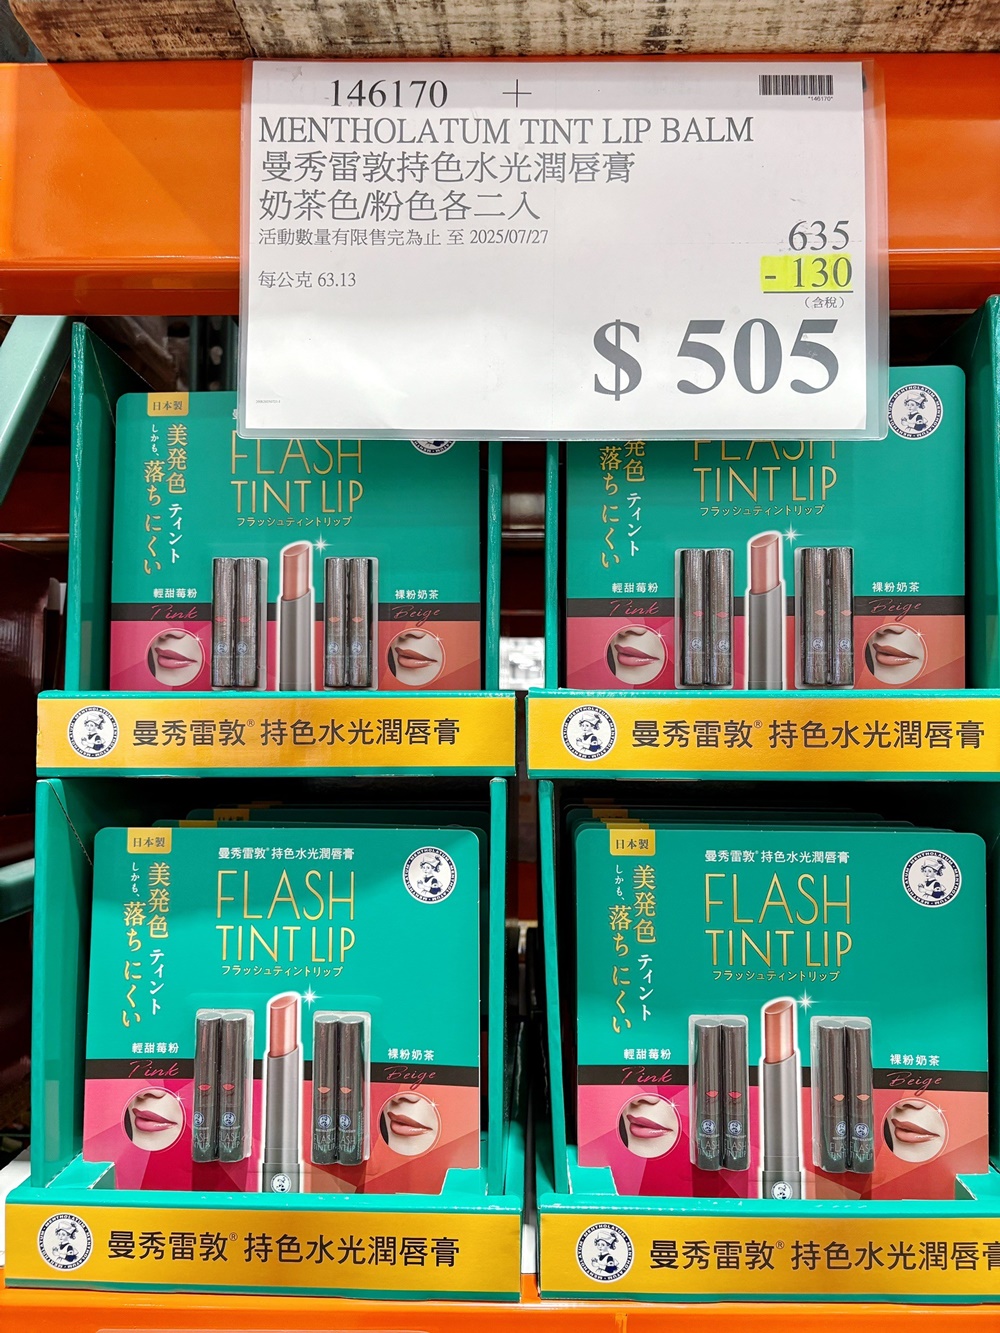 146170 +
*146170*
MENTHOLATUM TINT LIP BALM
曼秀雷敦持色水光潤唇膏
奶茶色/粉色各二入
活動數量有限售完為止 至 2025/07/27
635
- 130
每公克 63.13
(含稅)
$ 505
日本製
美発色 ティント
しかも、落ちにくい
FLASH
TINT LIP
フラッシュティントリップ
輕甜莓粉
Pink
裸粉奶茶
Beige
発色 ティント
落ちにくい
FLASH
TINT LIP
フラッシュティントリップ
輕甜莓粉
Pink
裸粉奶茶
Beige
曼秀雷敦® 持色水光潤唇膏
曼秀雷敦® 持色水光潤唇膏
日本製
美発色 ティント
しかも、落ちにくい
曼秀雷敦®持色水光潤唇膏
FLASH
TINT LIP
フラッシュティントリップ
輕甜莓粉
Pink
裸粉奶茶
Beige
FLASH
TINT LIP
日本製
美発色 ティント
しかも、落ちにくい
曼秀雷敦®持色水光潤唇膏
FLASH
TINT LIP
フラッシュティントリップ
輕甜莓粉
Pink
裸粉奶茶
Beige
FLASH
TINT LIP
曼秀雷敦® 持色水光潤唇膏
曼秀雷敦® 持色水光潤唇膏